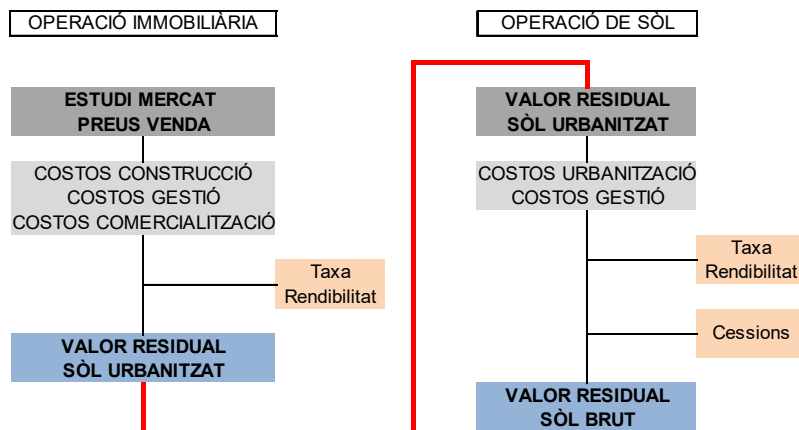 OPERACIÓ IMMOBILIÀRIA
ESTUDI MERCAT
PREUS VENDA
COSTOS CONSTRUCCIÓ
COSTOS GESTIÓ
COSTOS COMERCIALITZACIÓ
Taxa
Rendibilitat
VALOR RESIDUAL
SÒL URBANITZAT
OPERACIÓ DE SÒL
VALOR RESIDUAL
SÒL URBANITZAT
COSTOS URBANITZACIÓ
COSTOS GESTIÓ
Taxa
Rendibilitat
Cessions
VALOR RESIDUAL
SÒL BRUT